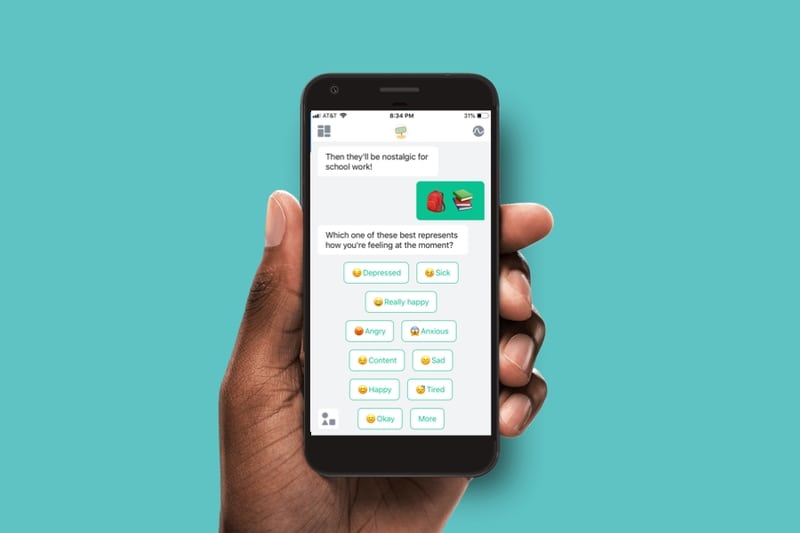 AT&T 8:34 PM 31%
Then they'll be nostalgic for
school work!
Which one of these best represents
how you're feeling at the moment?
Depressed Sick
Really happy
Angry Anxious
Content Sad
Happy Tired
Okay More